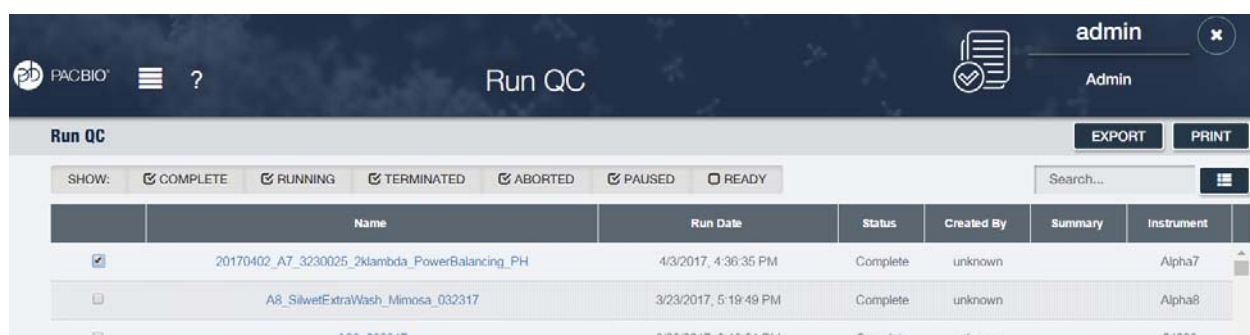 admin
PACBIO®
?
Run QC
Admin
Run QC
EXPORT
PRINT
SHOW:
COMPLETE
RUNNING
TERMINATED
ABORTED
PAUSED
READY
Search...
Name
Run Date
Status
Created By
Summary
Instrument
20170402_A7_3230025_2klambda_PowerBalancing_PH
4/3/2017, 4:36:35 PM
Complete
unknown
Alpha7
A8_SilwetExtraWash_Mimosa_032317
3/23/2017, 5:19:49 PM
Complete
unknown
Alpha8